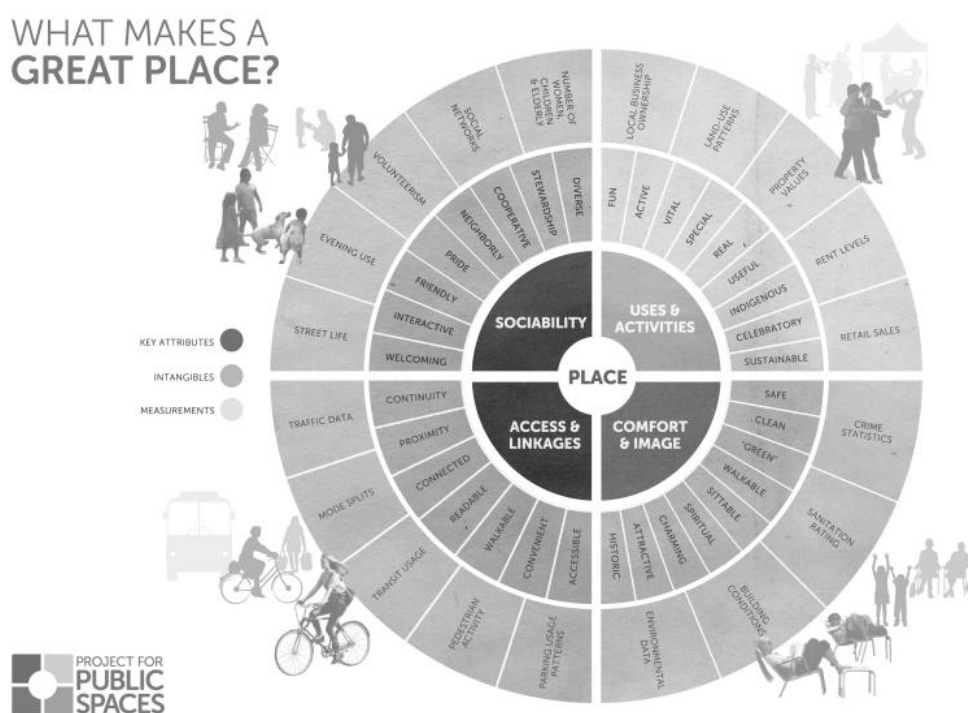 WHAT MAKES A
GREAT PLACE?
KEY ATTRIBUTES
INTANGIBLES
MEASUREMENTS
PLACE
SOCIABILITY
USES &
ACTIVITIES
ACCESS &
LINKAGES
COMFORT
& IMAGE
WELCOMING
INTERACTIVE
FRIENDLY
PRIDE
NEIGHBORLY
COOPERATIVE
STEWARDSHIP
DIVERSE
FUN
ACTIVE
VITAL
SPECIAL
REAL
USEFUL
INDIGENOUS
CELEBRATORY
SUSTAINABLE
SAFE
CLEAN
"GREEN"
WALKABLE
SITTABLE
SPIRITUAL
CHARMING
ATTRACTIVE
HISTORIC
ACCESSIBLE
CONVENIENT
WALKABLE
READABLE
CONNECTED
PROXIMITY
CONTINUITY
STREET LIFE
EVENING USE
VOLUNTEERISM
SOCIAL
NETWORKS
NUMBER OF
WOMEN,
CHILDREN
& ELDERLY
LOCAL BUSINESS
OWNERSHIP
LAND-USE
PATTERNS
PROPERTY
VALUES
RENT LEVELS
RETAIL SALES
CRIME
STATISTICS
SANITATION
RATING
BUILDING
CONDITIONS
ENVIRONMENTAL
DATA
PARKING USAGE
PATTERNS
PEDESTRIAN
ACTIVITY
TRANSIT USAGE
MODE SPLITS
TRAFFIC DATA
PROJECT FOR
PUBLIC
SPACES